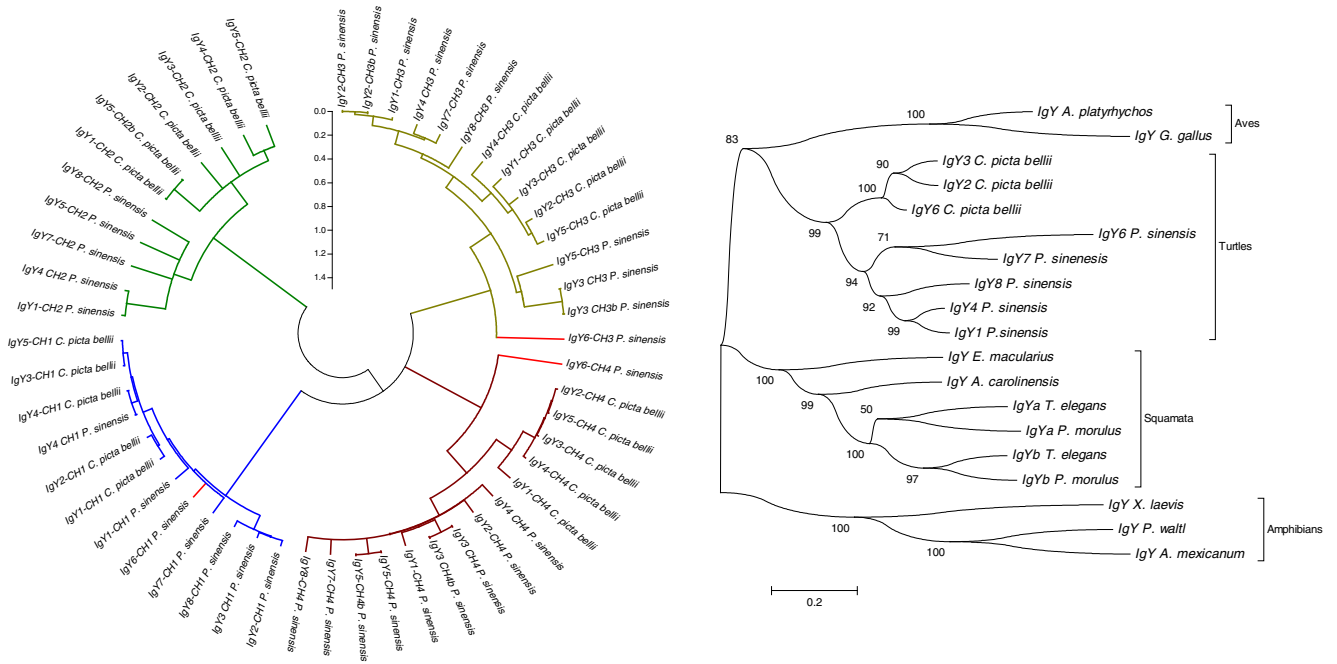 IgY5-CH2 C. picta bellii
IgY4-CH2 C. picta bellii
IgY3-CH2 C. picta bellii
IgY2-CH2 C. picta bellii
IgY5-CH2b C. picta bellii
IgY1-CH2 C. picta bellii
IgY8-CH2 P. sinensis
IgY5-CH2 P. sinensis
IgY7-CH2 P. sinensis
IgY4 CH2 P. sinensis
IgY1-CH2 P. sinensis
IgY5-CH1 C. picta bellii
IgY3-CH1 C. picta bellii
IgY4-CH1 C. picta bellii
IgY4 CH1 P. sinensis
IgY2-CH1 C. picta bellii
IgY1-CH1 C. picta bellii
IgY1-CH1 P. sinensis
IgY6-CH1 P. sinensis
IgY7-CH1 P. sinensis
IgY8-CH1 P. sinensis
IgY3 CH1 P. sinensis
IgY2-CH1 P. sinensis
IgY8-CH4 P. sinensis
IgY7-CH4 P. sinensis
IgY5-CH4b P. sinensis
IgY5-CH4 P. sinensis
IgY1-CH4 P. sinensis
IgY3 CH4b P. sinensis
IgY3 CH4 P. sinensis
IgY2-CH4 P. sinensis
IgY4 CH4 P. sinensis
IgY1-CH4 C. picta bellii
IgY4-CH4 C. picta bellii
IgY3-CH4 C. picta bellii
IgY5-CH4 C. picta bellii
IgY2-CH4 C. picta bellii
IgY6-CH4 P. sinensis
IgY6-CH3 P. sinensis
IgY3 CH3b P. sinensis
IgY3 CH3 P. sinensis
IgY5-CH3 P. sinensis
IgY5-CH3 C. picta bellii
IgY2-CH3 C. picta bellii
IgY3-CH3 C. picta bellii
IgY1-CH3 C. picta bellii
IgY4-CH3 C. picta bellii
IgY8-CH3 P. sinensis
IgY7-CH3 P. sinensis
IgY4 CH3 P. sinensis
IgY1-CH3 P. sinensis
IgY2-CH3b P. sinensis
IgY2-CH3 P. sinensis
0.0
0.2
0.4
0.6
0.8
1.0
1.2
1.4
IgY A. platyrhychos
100
Aves
IgY G. gallus
83
IgY3 C. picta bellii
90
IgY2 C. picta bellii
100
IgY6 C. picta bellii
99
IgY6 P. sinensis
71
Turtles
IgY7 P. sinenesis
94
IgY8 P. sinensis
92
IgY4 P. sinensis
99
IgY1 P.sinensis
IgY E. macularius
100
IgY A. carolinensis
99
IgYa T. elegans
50
Squamata
IgYa P. morulus
100
IgYb T. elegans
97
IgYb P. morulus
IgY X. laevis
100
IgY P. waltl
Amphibians
100
IgY A. mexicanum
0.2